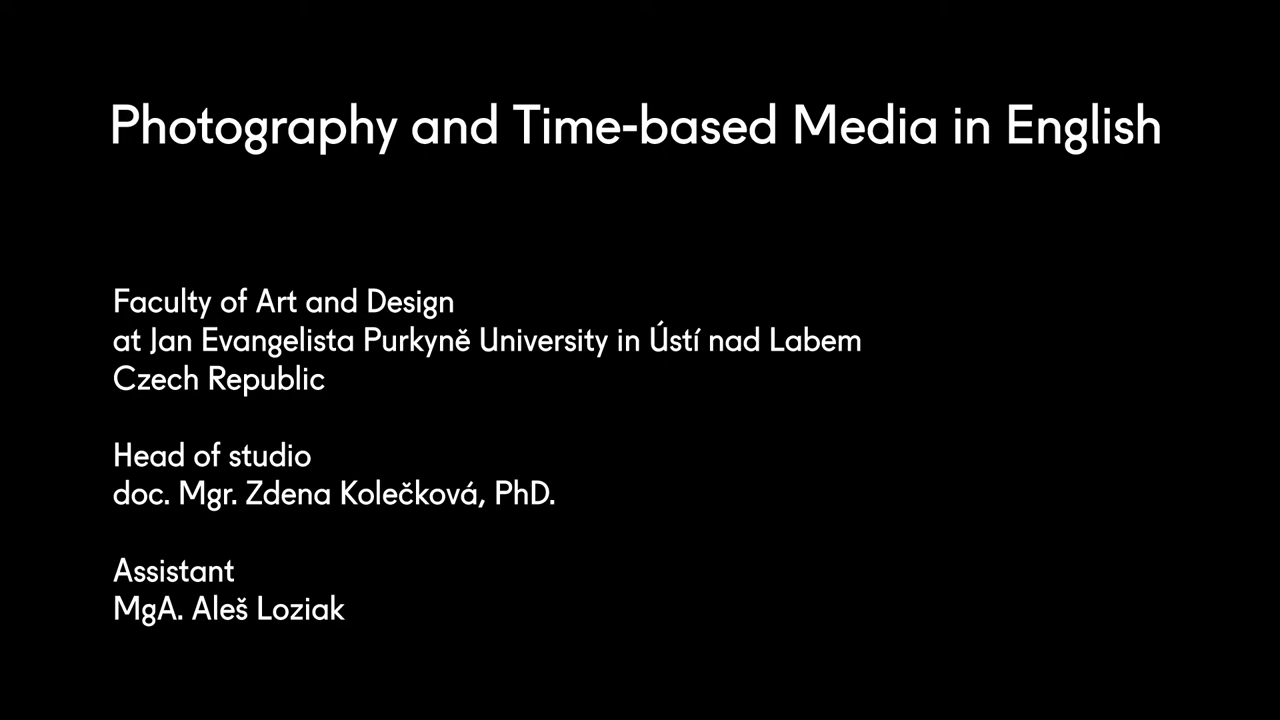 Photography and Time-based Media in English
Faculty of Art and Design
at Jan Evangelista Purkyně University in Ústí nad Labem
Czech Republic
Head of studio
doc. Mgr. Zdena Kolečková, PhD.
Assistant
MgA. Aleš Loziak